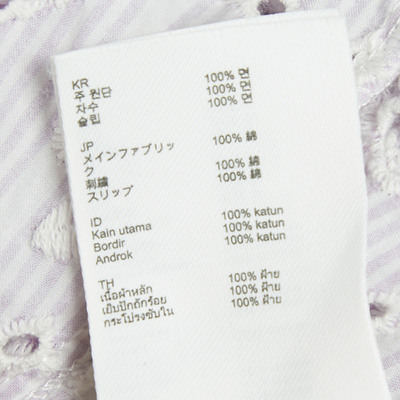 KR
주 원단 100% 면
자수 100% 면
슬립 100% 면
JP
メインファブリッ 100% 綿
ク
刺繍 100% 綿
スリップ 100% 綿
ID
Kain utama 100% katun
Bordir 100% katun
Androk 100% katun
TH
เนื้อผ้าหลัก 100% ฝ้าย
เย็บปักถักร้อย 100% ฝ้าย
กระโปรงซับใน 100% ฝ้าย